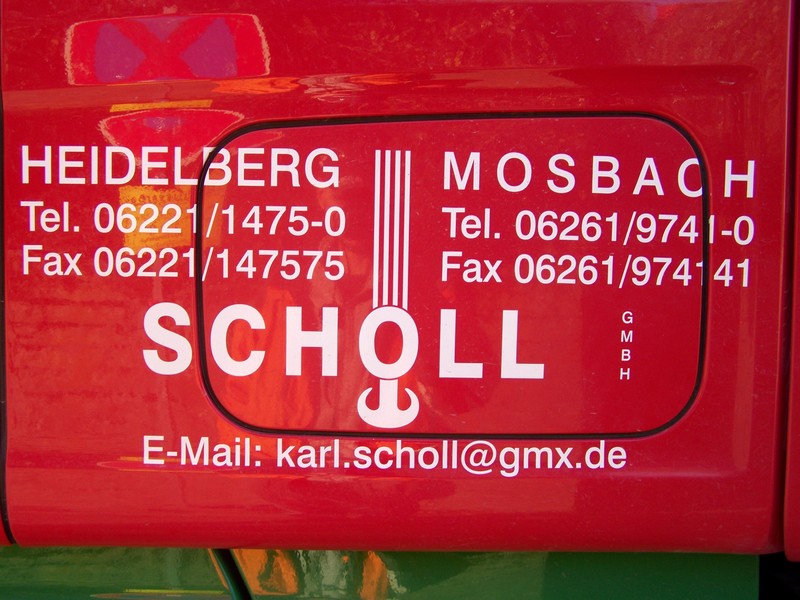 HEIDELBERG
Tel. 06221/1475-0
Fax 06221/147575
MOSBACH
Tel. 06261/9741-0
Fax 06261/974141
SCHOLL
GMBH
E-Mail: karl.scholl@gmx.de